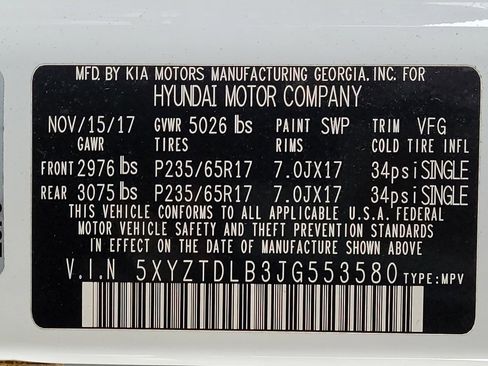 MFD. BY KIA MOTORS MANUFACTURING GEORGIA, INC. FOR
HYUNDAI MOTOR COMPANY
NOV/15/17 GVWR 5026 lbs PAINT SWP TRIM VFG
GAWR TIRES RIMS COLD TIRE INFL
FRONT 2976 lbs P235/65R17 7.0JX17 34psi SINGLE
REAR 3075 lbs P235/65R17 7.0JX17 34psi SINGLE
THIS VEHICLE CONFORMS TO ALL APPLICABLE U.S.A. FEDERAL
MOTOR VEHICLE SAFETY AND THEFT PREVENTION STANDARDS
IN EFFECT ON THE DATE OF MANUFACTURE SHOWN ABOVE.
V.I.N 5XYZTDLB3JG553580 TYPE:MPV